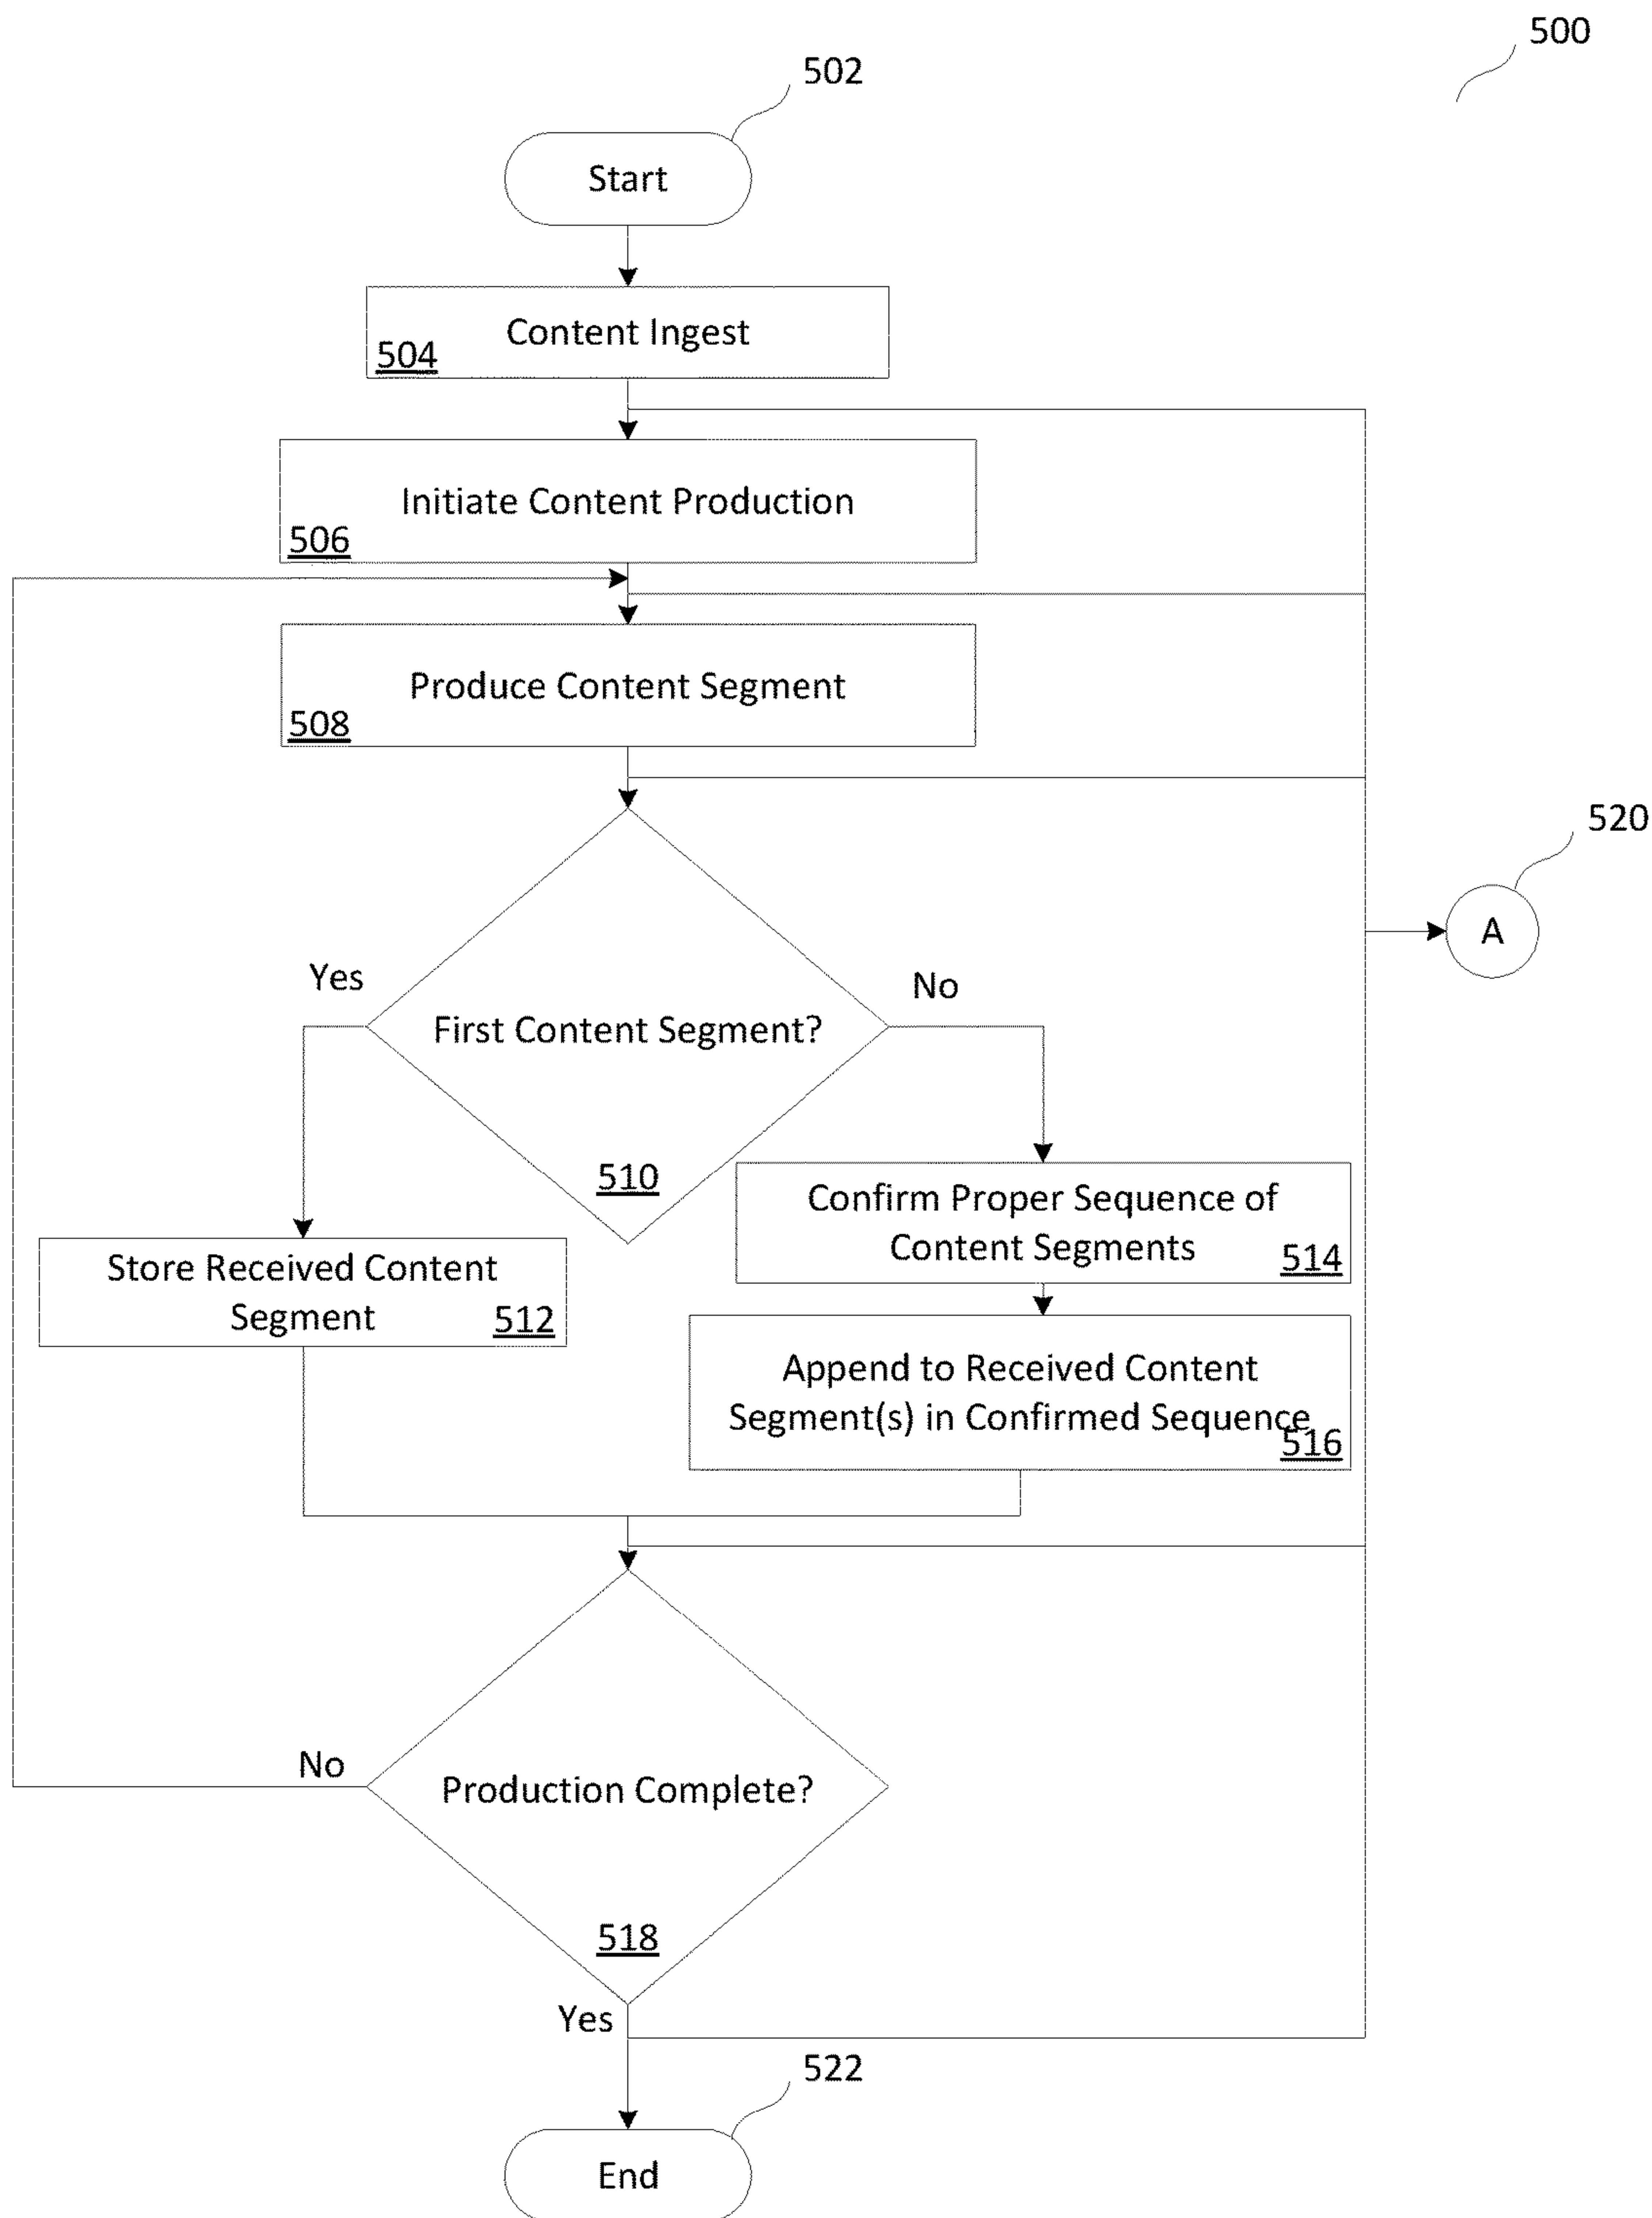 500
502
Start
Content Ingest
504
Initiate Content Production
506
Produce Content Segment
508
520
A
Yes
No
First Content Segment?
510
Confirm Proper Sequence of
Content Segments
514
Store Received Content
Segment
512
Append to Received Content
Segment(s) in Confirmed Sequence
516
No
Production Complete?
518
Yes
522
End